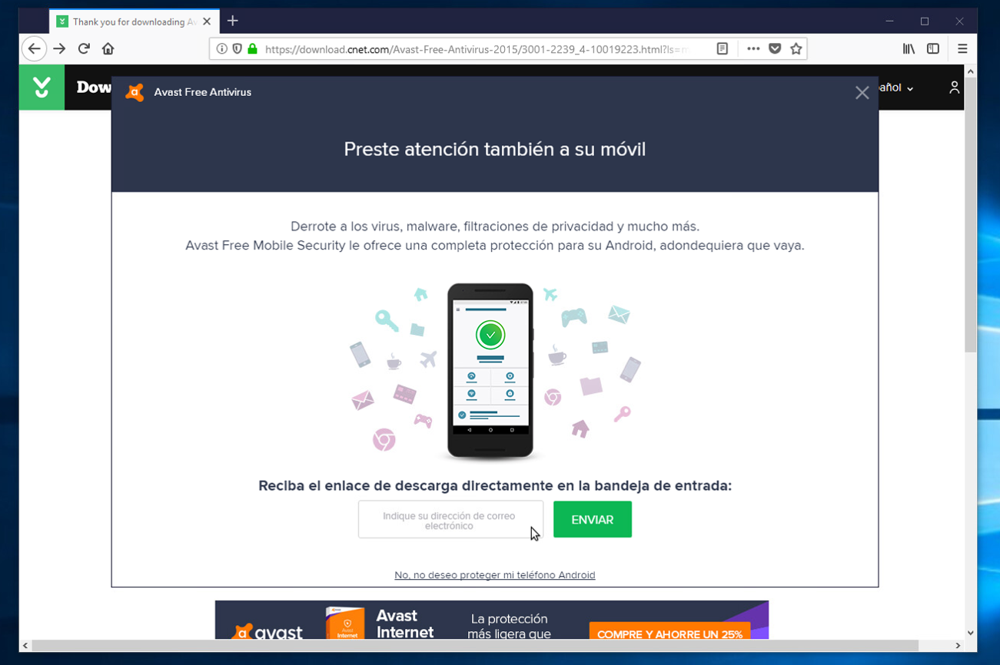 Thank you for downloading Av
https://download.cnet.com/Avast-Free-Antivirus-2015/3001-2239_4-10019223.html?ls=m
Dow
añol
Avast Free Antivirus
Preste atención también a su móvil
Derrote a los virus, malware, filtraciones de privacidad y mucho más.
Avast Free Mobile Security le ofrece una completa protección para su Android, adondequiera que vaya.
Reciba el enlace de descarga directamente en la bandeja de entrada:
Indique su dirección de correo
electrónico
ENVIAR
No, no deseo proteger mi teléfono Android
avast
Avast
Internet
La protección
más ligera que
COMPRE Y AHORRE UN 25%